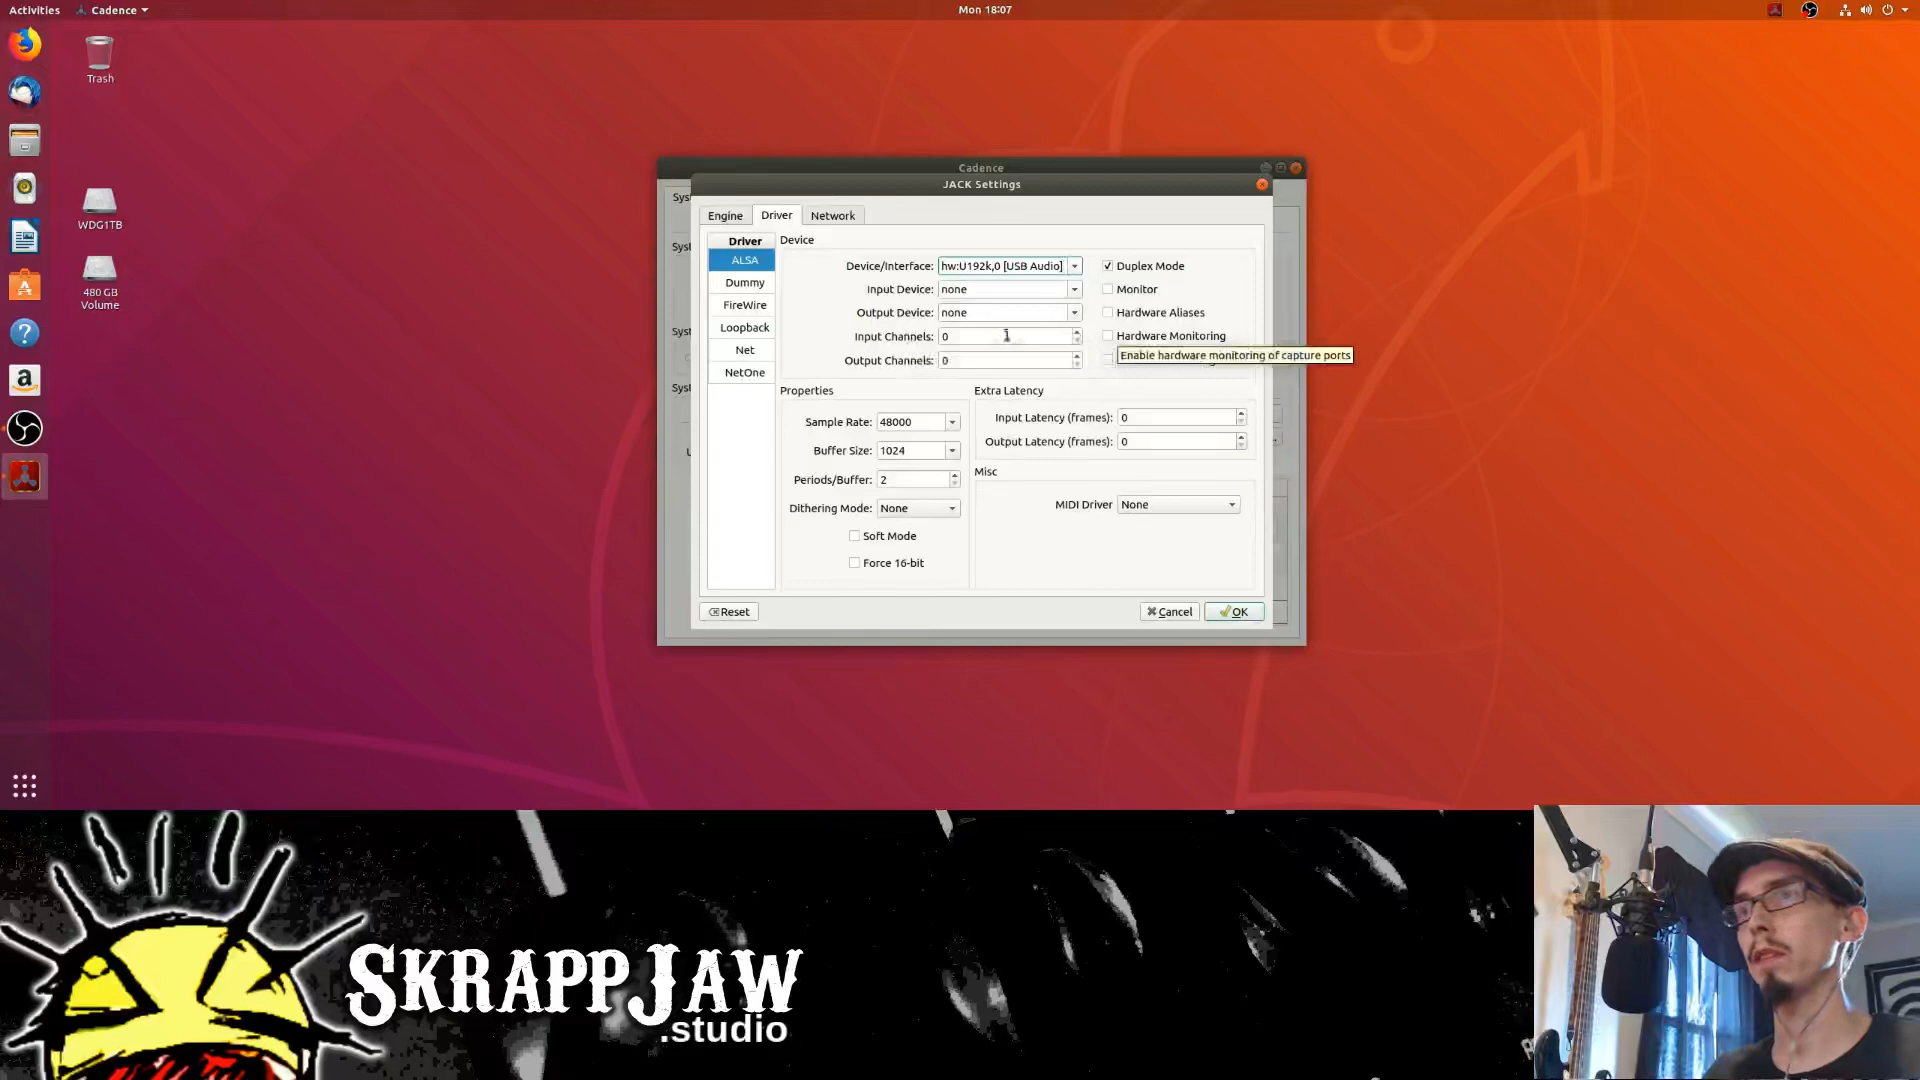 Activities
Cadence
Mon 18:07
Trash
WDG1TB
480 GB
Volume
Cadence
JACK Settings
Engine
Driver
Network
Driver
ALSA
Dummy
FireWire
Loopback
Net
NetOne
Device
Device/Interface: hw:U192k,0 [USB Audio]
Input Device: none
Output Device: none
Input Channels: 0
Output Channels: 0
Duplex Mode
Monitor
Hardware Aliases
Hardware Monitoring
Enable hardware monitoring of capture ports
Properties
Sample Rate: 48000
Buffer Size: 1024
Periods/Buffer: 2
Dithering Mode: None
Soft Mode
Force 16-bit
Extra Latency
Input Latency (frames): 0
Output Latency (frames): 0
Misc
MIDI Driver None
Reset
Cancel
OK
SKRAPPJAW
.studio